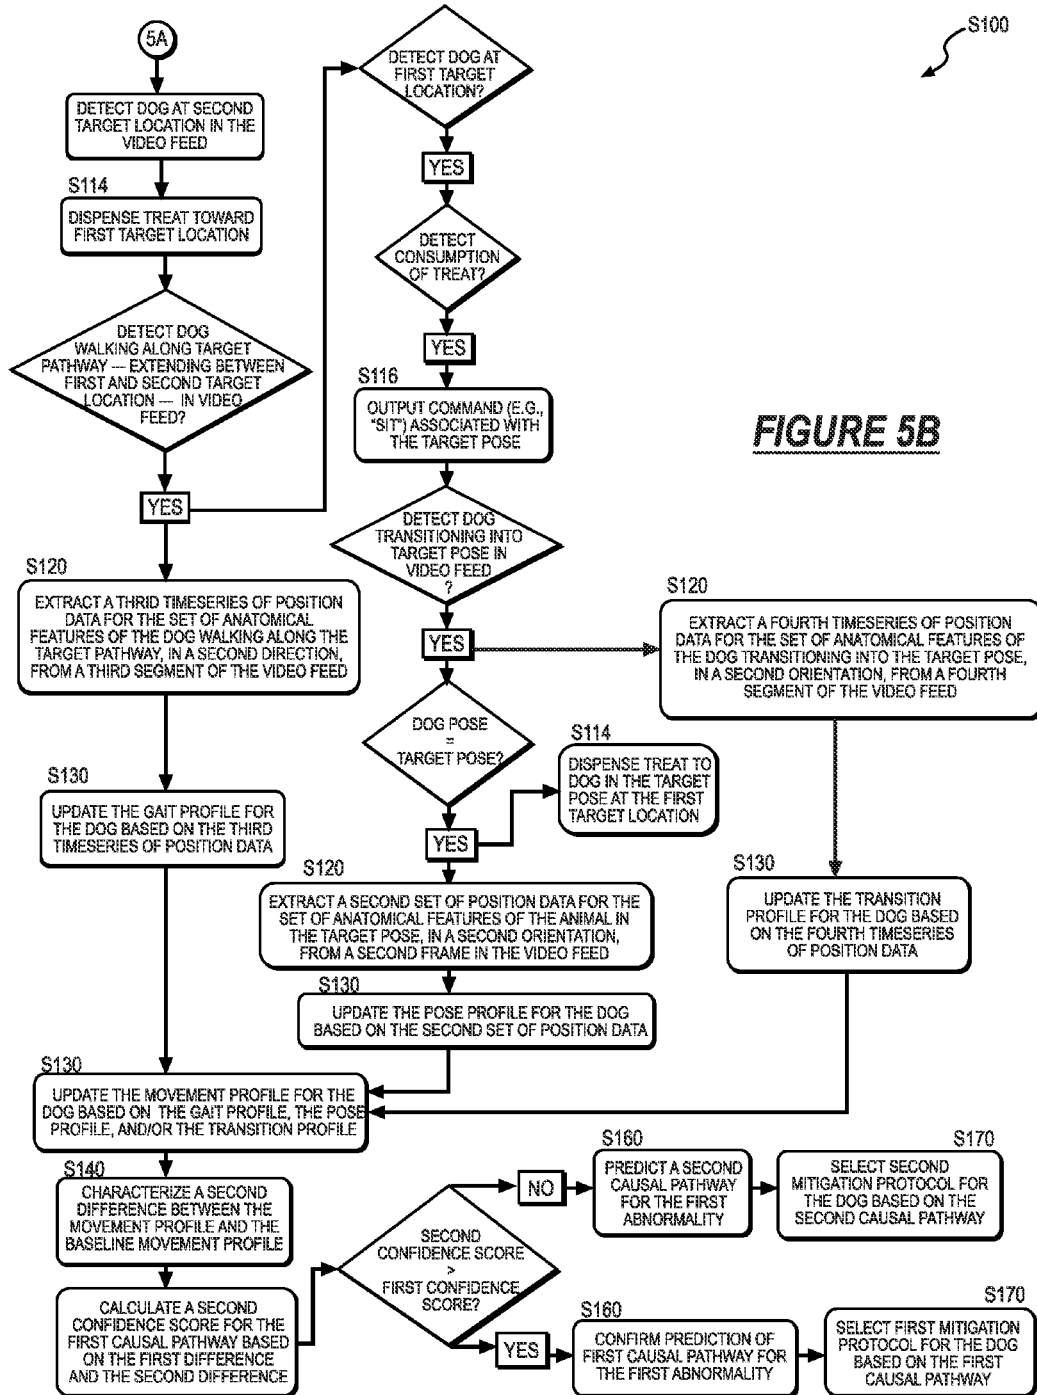 5A
DETECT DOG AT SECOND
TARGET LOCATION IN THE
VIDEO FEED
S114
DISPENSE TREAT TOWARD
FIRST TARGET LOCATION
DETECT DOG
WALKING ALONG TARGET
PATHWAY — EXTENDING BETWEEN
FIRST AND SECOND TARGET
LOCATION — IN VIDEO
FEED?
YES
S120
EXTRACT A THRID TIMESERIES OF POSITION
DATA FOR THE SET OF ANATOMICAL
FEATURES OF THE DOG WALKING ALONG THE
TARGET PATHWAY, IN A SECOND DIRECTION,
FROM A THIRD SEGMENT OF THE VIDEO FEED
S130
UPDATE THE GAIT PROFILE FOR
THE DOG BASED ON THE THIRD
TIMESERIES OF POSITION DATA
DETECT DOG AT
FIRST TARGET
LOCATION?
YES
DETECT
CONSUMPTION
OF TREAT?
YES
S116
OUTPUT COMMAND (E.G.,
"SIT") ASSOCIATED WITH
THE TARGET POSE
DETECT DOG
TRANSITIONING INTO
TARGET POSE IN
VIDEO FEED
?
YES
DOG POSE
=
TARGET POSE?
YES
S114
DISPENSE TREAT TO
DOG IN THE TARGET
POSE AT THE FIRST
TARGET LOCATION
S120
EXTRACT A SECOND SET OF POSITION DATA FOR THE
SET OF ANATOMICAL FEATURES OF THE ANIMAL IN
THE TARGET POSE, IN A SECOND ORIENTATION,
FROM A SECOND FRAME IN THE VIDEO FEED
S130
UPDATE THE POSE PROFILE FOR THE DOG
BASED ON THE SECOND SET OF POSITION DATA
S100
FIGURE 5B
S120
EXTRACT A FOURTH TIMESERIES OF POSITION
DATA FOR THE SET OF ANATOMICAL FEATURES OF
THE DOG TRANSITIONING INTO THE TARGET POSE,
IN A SECOND ORIENTATION, FROM A FOURTH
SEGMENT OF THE VIDEO FEED
S130
UPDATE THE TRANSITION
PROFILE FOR THE DOG BASED
ON THE FOURTH TIMESERIES
OF POSITION DATA
S130
UPDATE THE MOVEMENT PROFILE FOR THE
DOG BASED ON THE GAIT PROFILE, THE POSE
PROFILE, AND/OR THE TRANSITION PROFILE
S140
CHARACTERIZE A SECOND
DIFFERENCE BETWEEN THE
MOVEMENT PROFILE AND THE
BASELINE MOVEMENT PROFILE
CALCULATE A SECOND
CONFIDENCE SCORE FOR THE
FIRST CAUSAL PATHWAY BASED
ON THE FIRST DIFFERENCE
AND THE SECOND DIFFERENCE
SECOND
CONFIDENCE SCORE
>
FIRST CONFIDENCE
SCORE?
NO
S160
PREDICT A SECOND
CAUSAL PATHWAY
FOR THE FIRST
ABNORMALITY
S170
SELECT SECOND
MITIGATION PROTOCOL FOR
THE DOG BASED ON THE
SECOND CAUSAL PATHWAY
YES
S160
CONFIRM PREDICTION OF
FIRST CAUSAL PATHWAY FOR
THE FIRST ABNORMALITY
S170
SELECT FIRST MITIGATION
PROTOCOL FOR THE DOG
BASED ON THE FIRST
CAUSAL PATHWAY